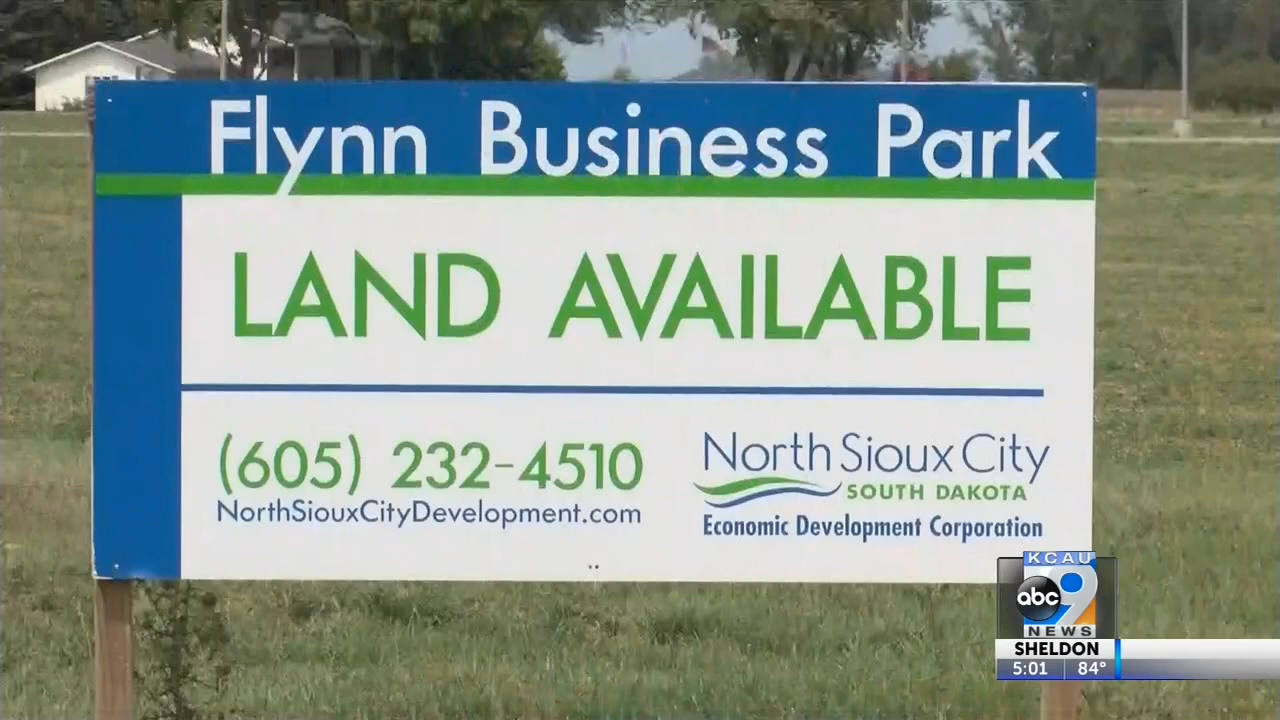 Flynn Business Park
LAND AVAILABLE
(605) 232-4510
NorthSiouxCityDevelopment.com
North Sioux City
SOUTH DAKOTA
Economic Development Corporation
KCAU
abc 9
NEWS
SHELDON
5:01 84°